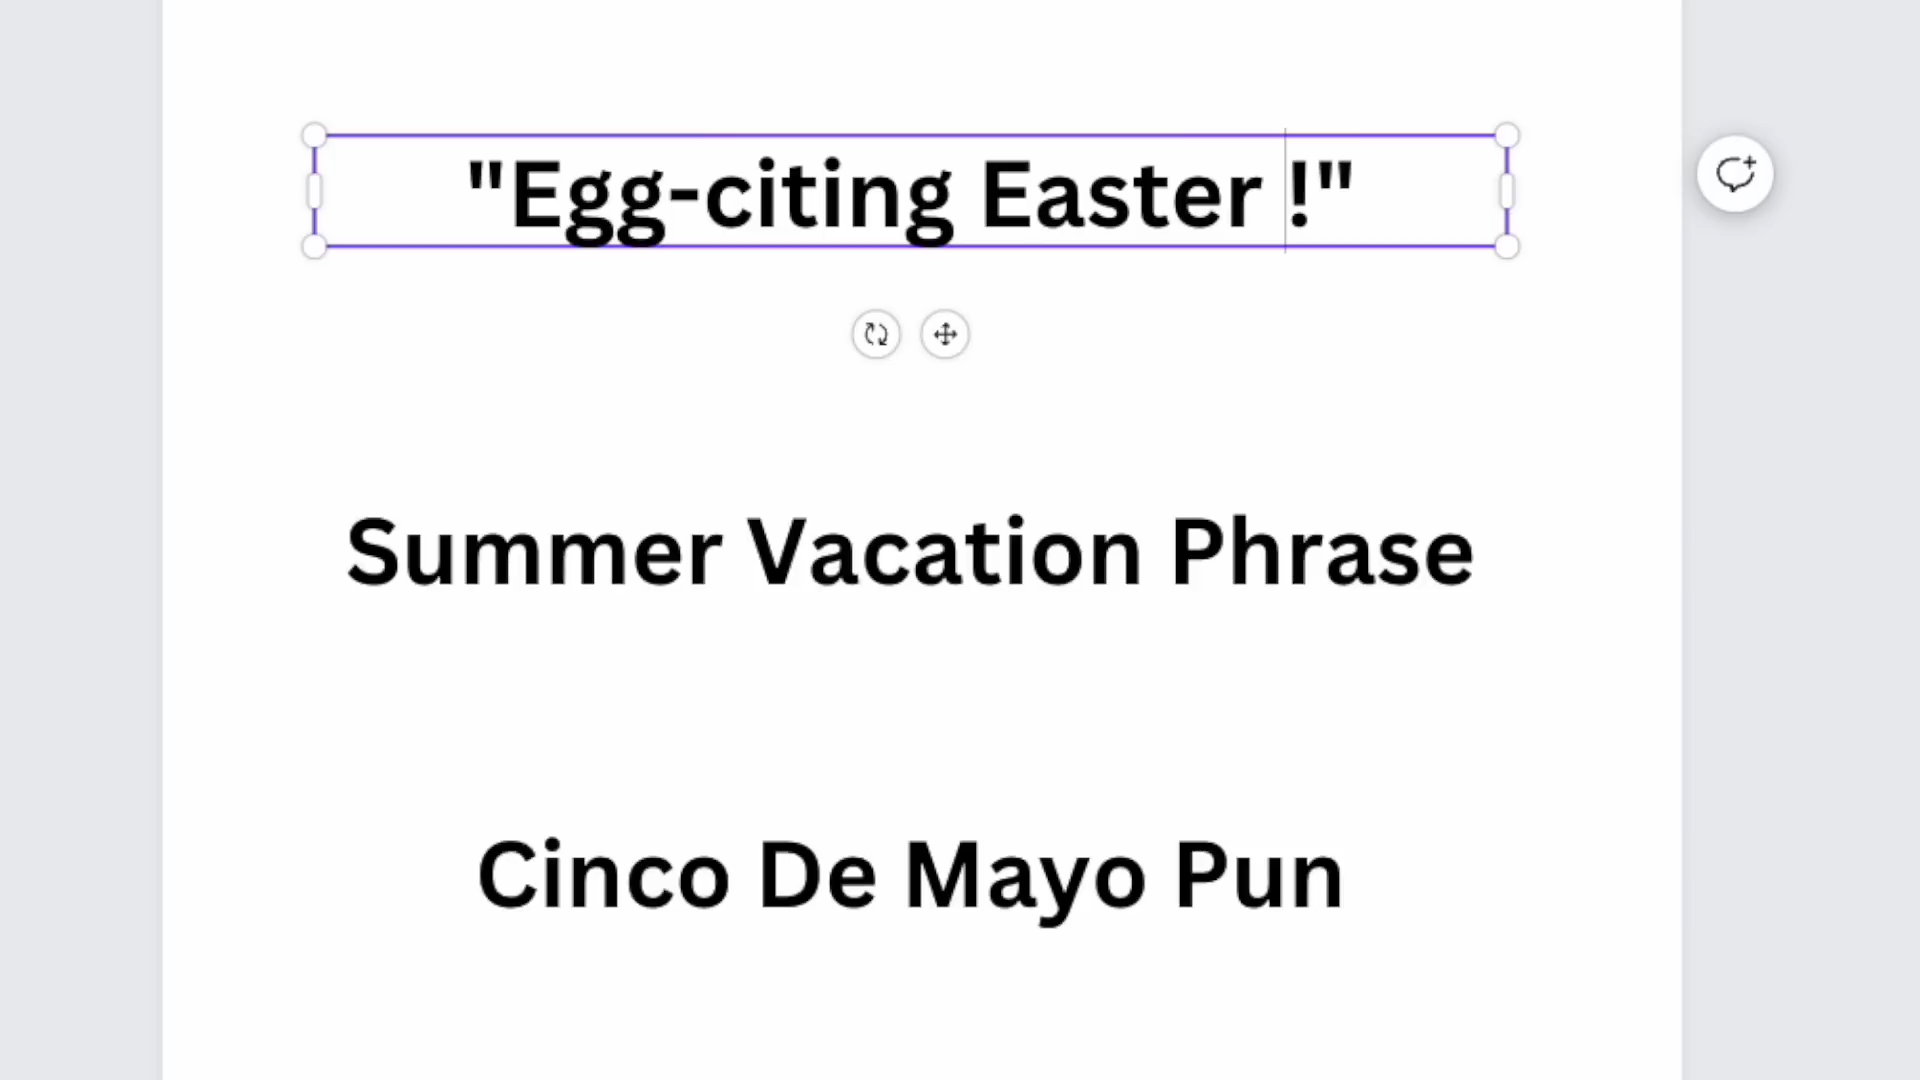 "Egg-citing Easter !"
Summer Vacation Phrase
Cinco De Mayo Pun